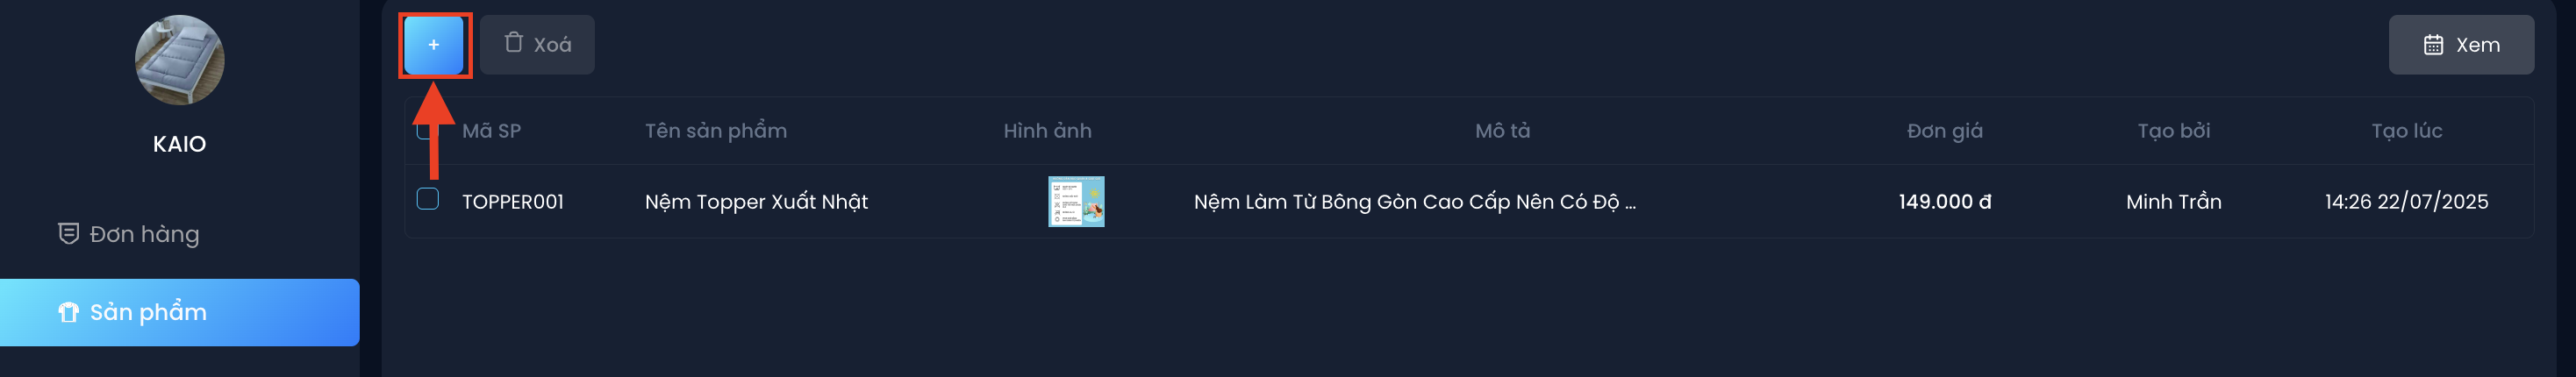 + Xoá Xem
KAIO
Đơn hàng
Sản phẩm
Mã SP Tên sản phẩm Hình ảnh Mô tả Đơn giá Tạo bởi Tạo lúc
TOPPER001 Nệm Topper Xuất Nhật Nệm Làm Từ Bông Gòn Cao Cấp Nên Có Độ ... 149.000 đ Minh Trần 14:26 22/07/2025